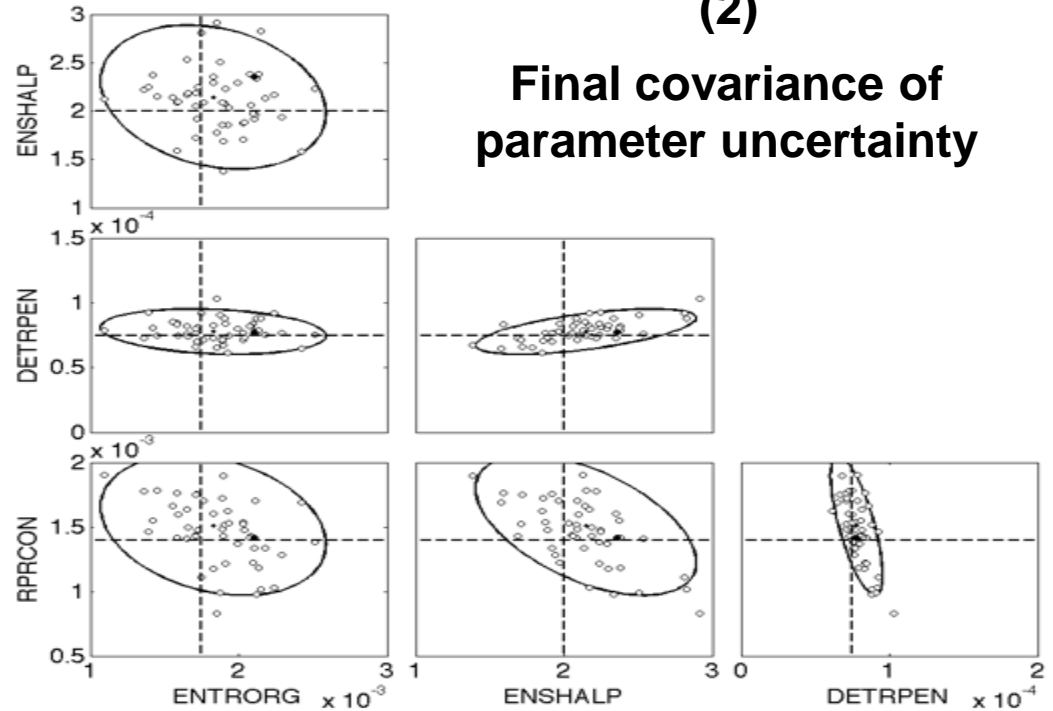 (2)
Final covariance of
parameter uncertainty
3
2.5
2
1.5
1
ENSHALP
x 10⁻⁴
1.5
1
0.5
0
DETRPEN
x 10⁻³
2
1.5
1
0.5
RPRCON
1 2 3
ENTRORG x 10⁻³
1 2 3
ENSHALP
0 1 2
DETRPEN x 10⁻⁴